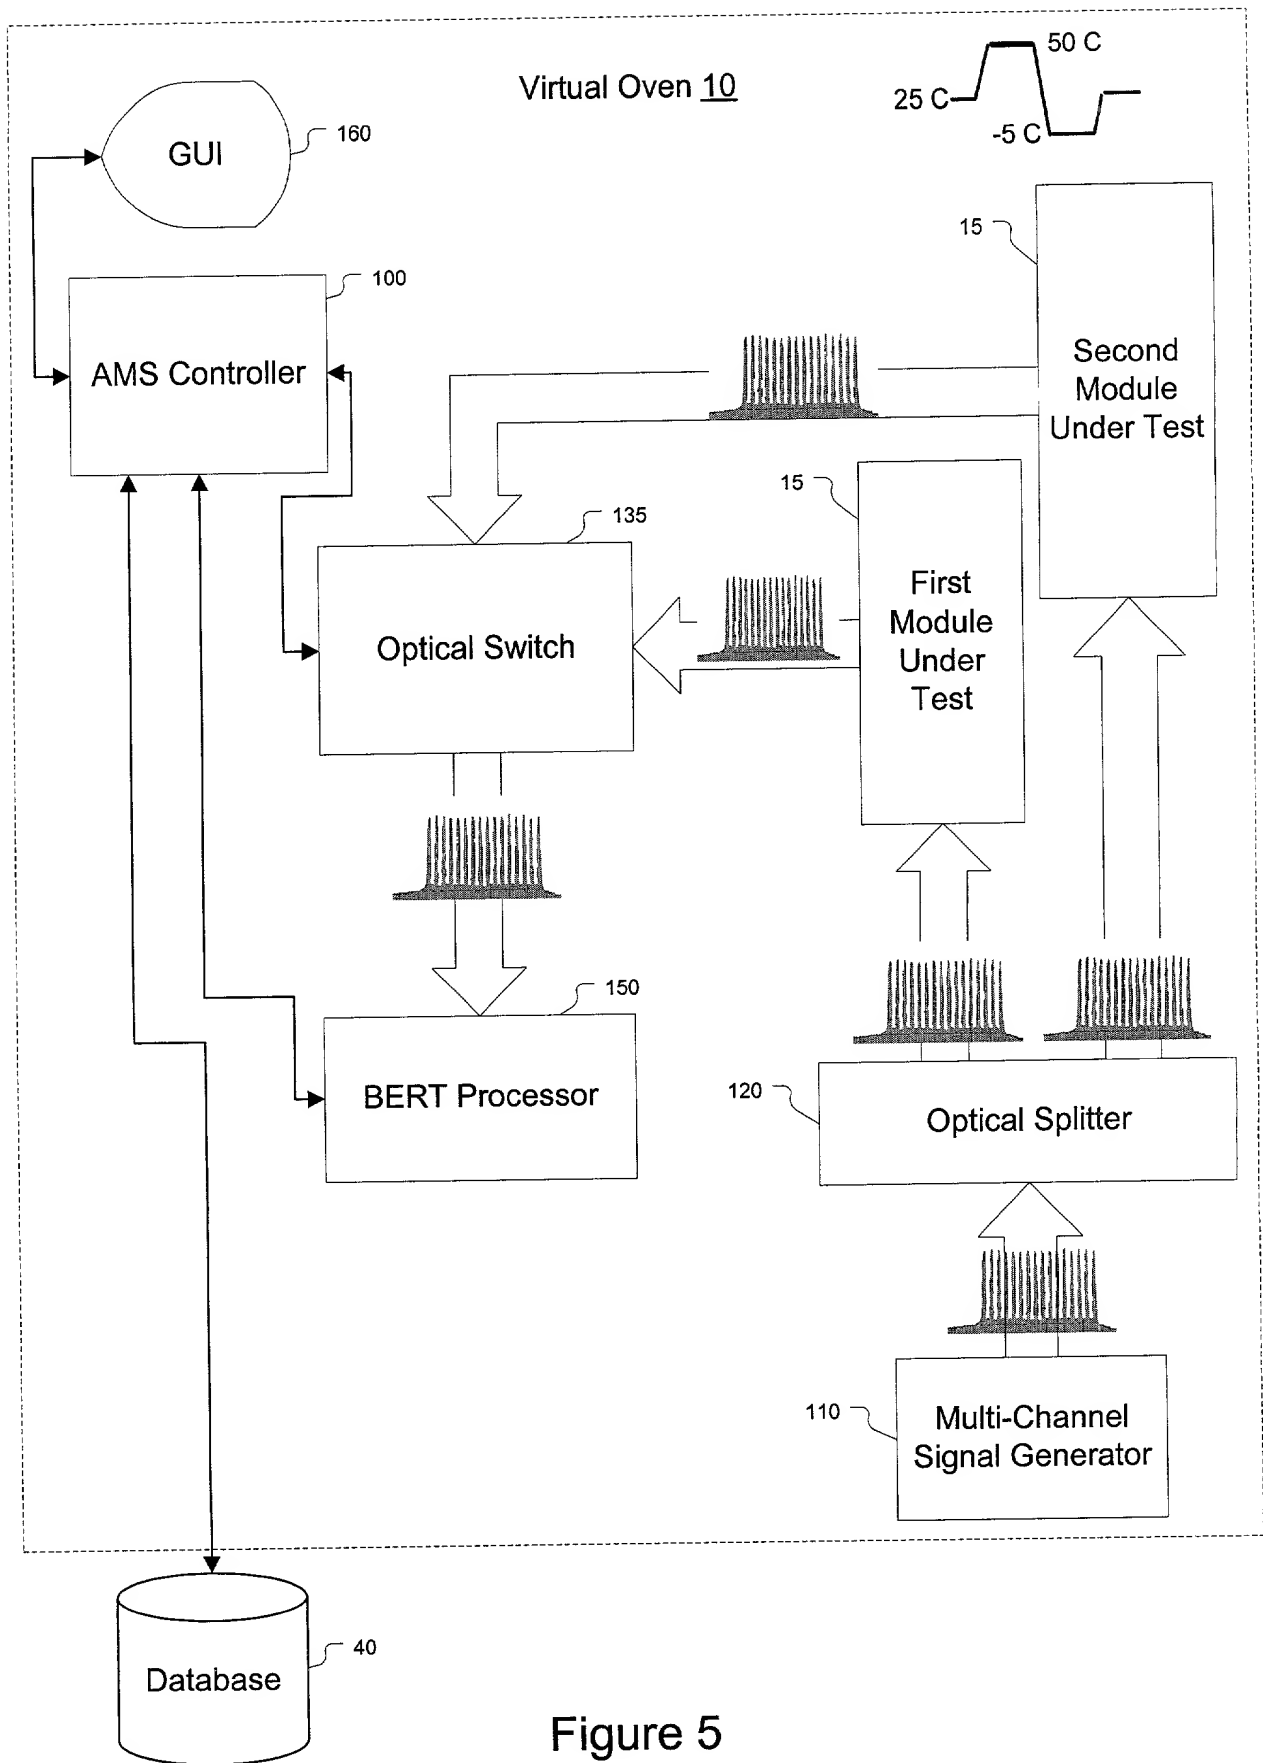 Virtual Oven 10
50 C
25 C
-5 C
GUI
160
100
AMS Controller
15
Second
Module
Under Test
15
First
Module
Under
Test
135
Optical Switch
150
BERT Processor
120
Optical Splitter
110
Multi-Channel
Signal Generator
40
Database
Figure 5